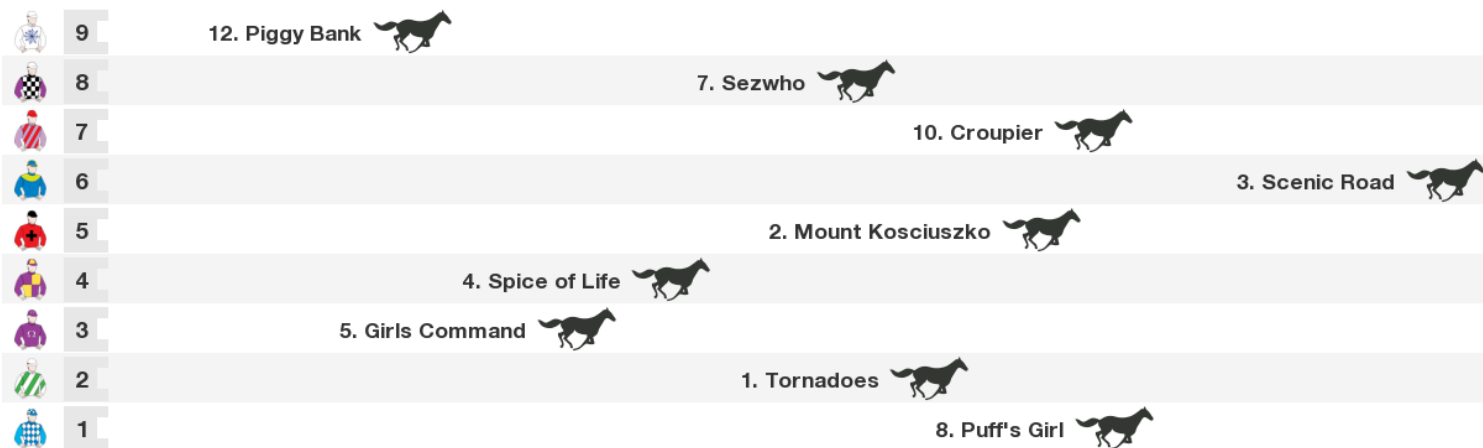 9 12. Piggy Bank
8 7. Sezwho
7 10. Croupier
6 3. Scenic Road
5 2. Mount Kosciuszko
4 4. Spice of Life
3 5. Girls Command
2 1. Tornadoes
1 8. Puff's Girl